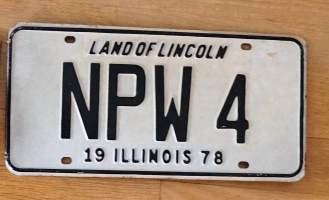 LAND OF LINCOLN
NPW 4
19 ILLINOIS 78